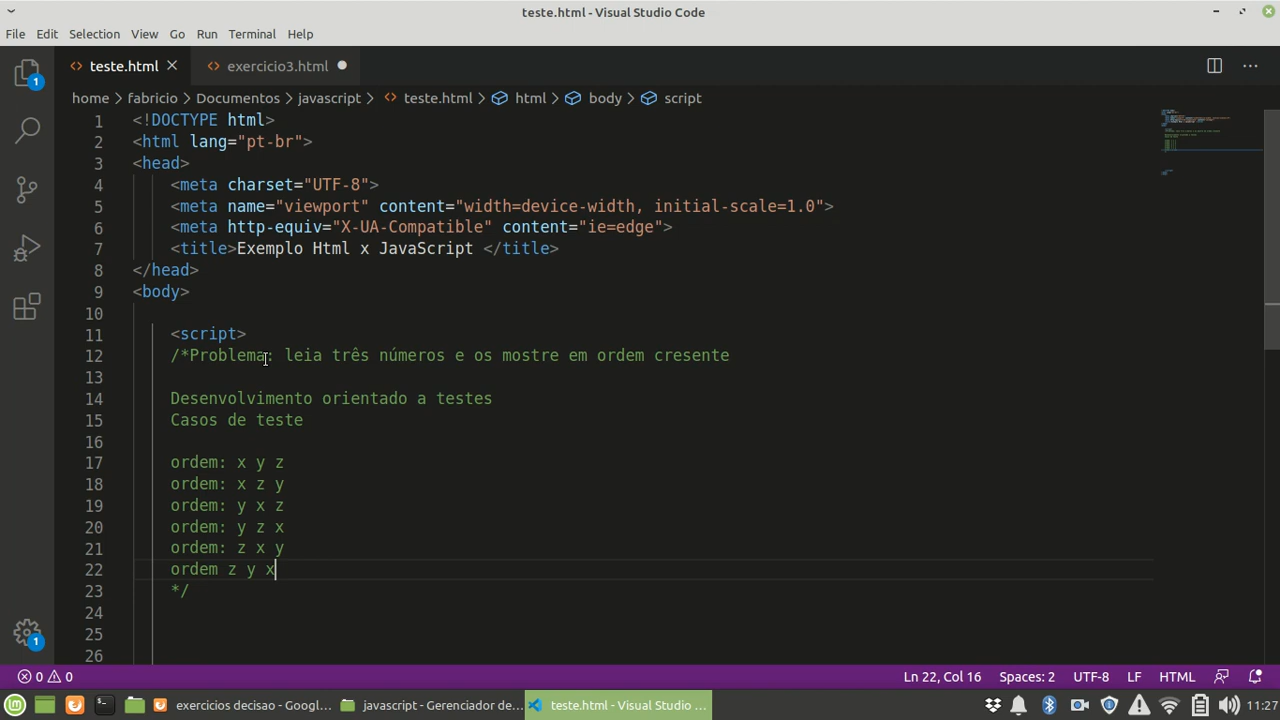 teste.html - Visual Studio Code
File Edit Selection View Go Run Terminal Help
teste.html exercicio3.html
home > fabricio > Documentos > javascript > teste.html > html > body > script
1 <!DOCTYPE html>
2 <html lang="pt-br">
3 <head>
4 <meta charset="UTF-8">
5 <meta name="viewport" content="width=device-width, initial-scale=1.0">
6 <meta http-equiv="X-UA-Compatible" content="ie=edge">
7 <title>Exemplo Html x JavaScript </title>
8 </head>
9 <body>
10
11 <script>
12 /*Problema: leia três números e os mostre em ordem cresente
13
14 Desenvolvimento orientado a testes
15 Casos de teste
16
17 ordem: x y z
18 ordem: x z y
19 ordem: y x z
20 ordem: y z x
21 ordem: z x y
22 ordem z y x
23 */
24
25
26
1
1
0 0 Ln 22, Col 16 Spaces: 2 UTF-8 LF HTML
exercicios decisao - Googl... javascript - Gerenciador de... teste.html - Visual Studio ... 11:27